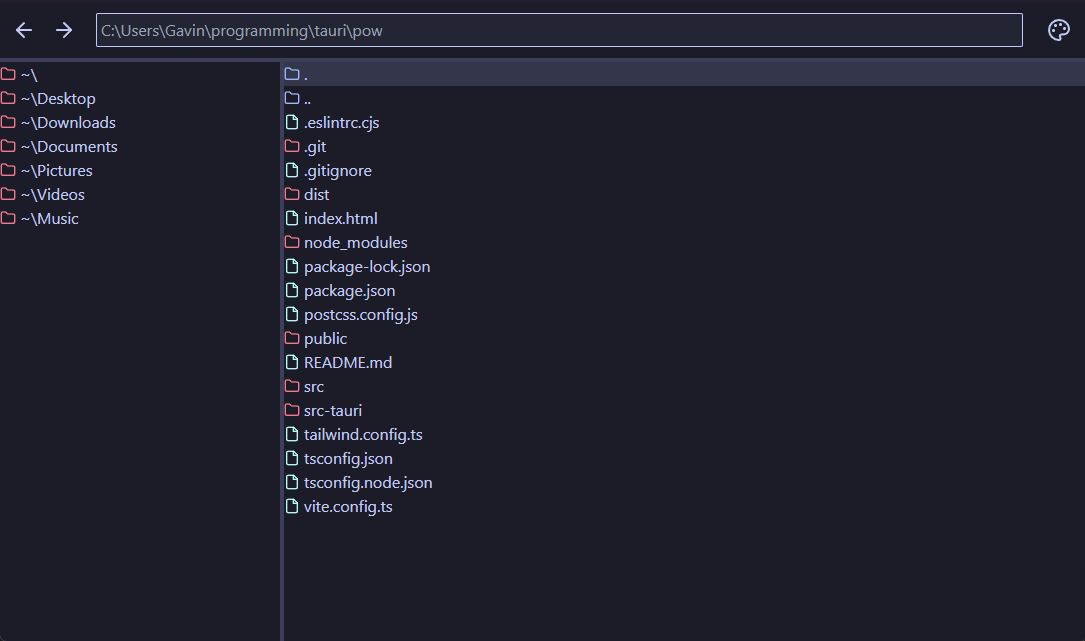 C:\Users\Gavin\programming\tauri\pow
~\
~\Desktop
~\Downloads
~\Documents
~\Pictures
~\Videos
~\Music
.
..
.eslintrc.cjs
.git
.gitignore
dist
index.html
node_modules
package-lock.json
package.json
postcss.config.js
public
README.md
src
src-tauri
tailwind.config.ts
tsconfig.json
tsconfig.node.json
vite.config.ts